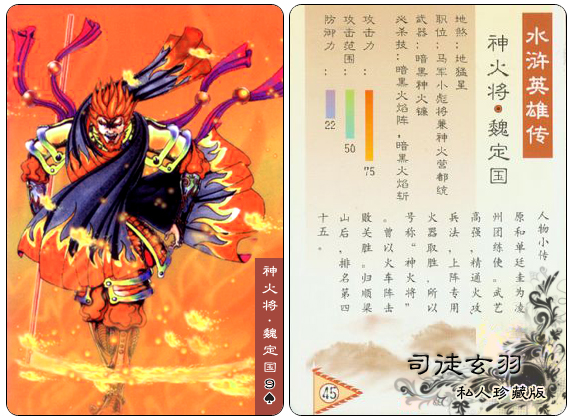 神火将·魏定国9♠
水浒英雄传
神火将·魏定国
地煞：地猛星
职位：马军小彪将兼神火营都统
武器：暗黑神火镰
必杀技：暗黑火焰阵，暗黑火焰斩
攻击力：
75
攻击范围：
50
防御力：
22
人物小传
原和单廷圭为凌
州团练使。武艺
高强，精通火攻
兵法，上阵专用
火器取胜，所以
号称“神火将”
。曾以火车阵击
败关胜。归顺梁
山后，排名第四
十五。
司徒玄羽
私人珍藏版
45